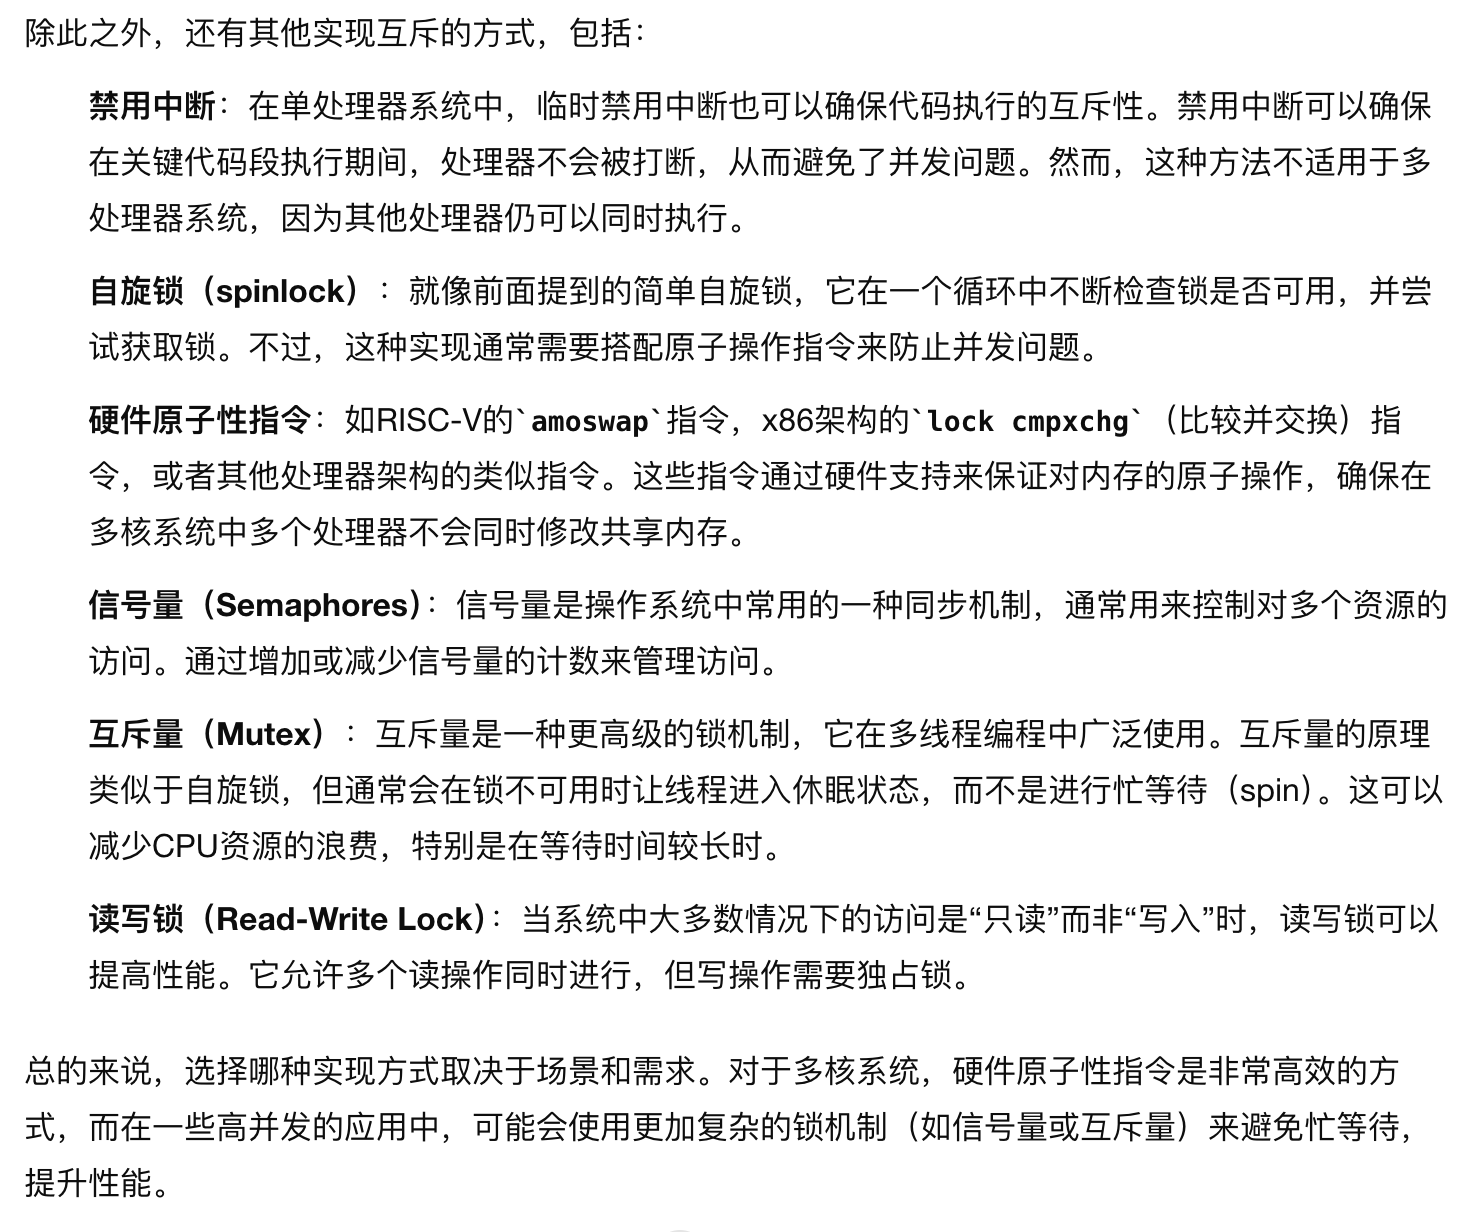 除此之外，还有其他实现互斥的方式，包括：
禁用中断：在单处理器系统中，临时禁用中断也可以确保代码执行的互斥性。禁用中断可以确保
在关键代码段执行期间，处理器不会被打断，从而避免了并发问题。然而，这种方法不适用于多
处理器系统，因为其他处理器仍可以同时执行。
自旋锁（spinlock）：就像前面提到的简单自旋锁，它在一个循环中不断检查锁是否可用，并尝
试获取锁。不过，这种实现通常需要搭配原子操作指令来防止并发问题。
硬件原子性指令：如RISC-V的`amoswap`指令，x86架构的`lock cmpxchg`（比较并交换）指
令，或者其他处理器架构的类似指令。这些指令通过硬件支持来保证对内存的原子操作，确保在
多核系统中多个处理器不会同时修改共享内存。
信号量（Semaphores）：信号量是操作系统中常用的一种同步机制，通常用来控制对多个资源的
访问。通过增加或减少信号量的计数来管理访问。
互斥量（Mutex）：互斥量是一种更高级的锁机制，它在多线程编程中广泛使用。互斥量的原理
类似于自旋锁，但通常会在锁不可用时让线程进入休眠状态，而不是进行忙等待（spin）。这可以
减少CPU资源的浪费，特别是在等待时间较长时。
读写锁（Read-Write Lock）：当系统中大多数情况下的访问是“只读”而非“写入”时，读写锁可以
提高性能。它允许多个读操作同时进行，但写操作需要独占锁。
总的来说，选择哪种实现方式取决于场景和需求。对于多核系统，硬件原子性指令是非常高效的方
式，而在一些高并发的应用中，可能会使用更加复杂的锁机制（如信号量或互斥量）来避免忙等待，
提升性能。